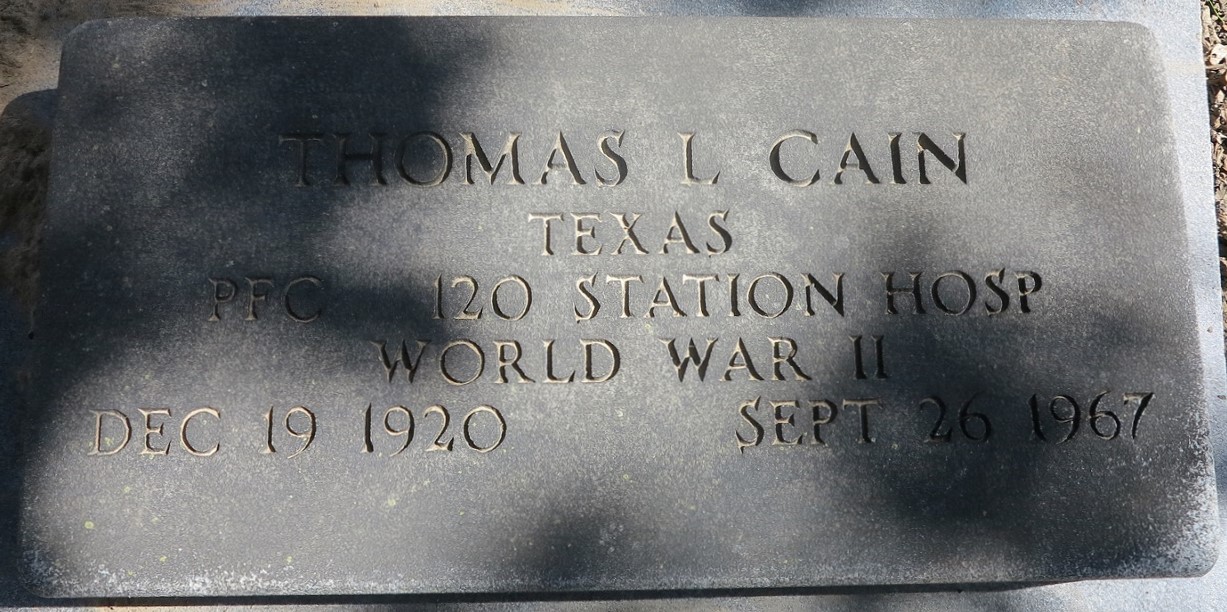 THOMAS L CAIN
TEXAS
PFC 120 STATION HOSP
WORLD WAR II
DEC 19 1920 SEPT 26 1967